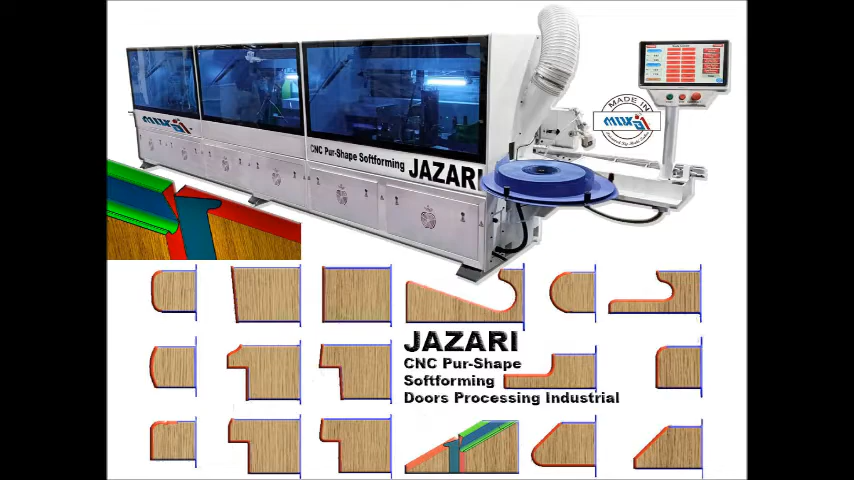 MADE IN
CNC Pur-Shape Softforming JAZARI
JAZARI
CNC Pur-Shape
Softforming
Doors Processing Industrial